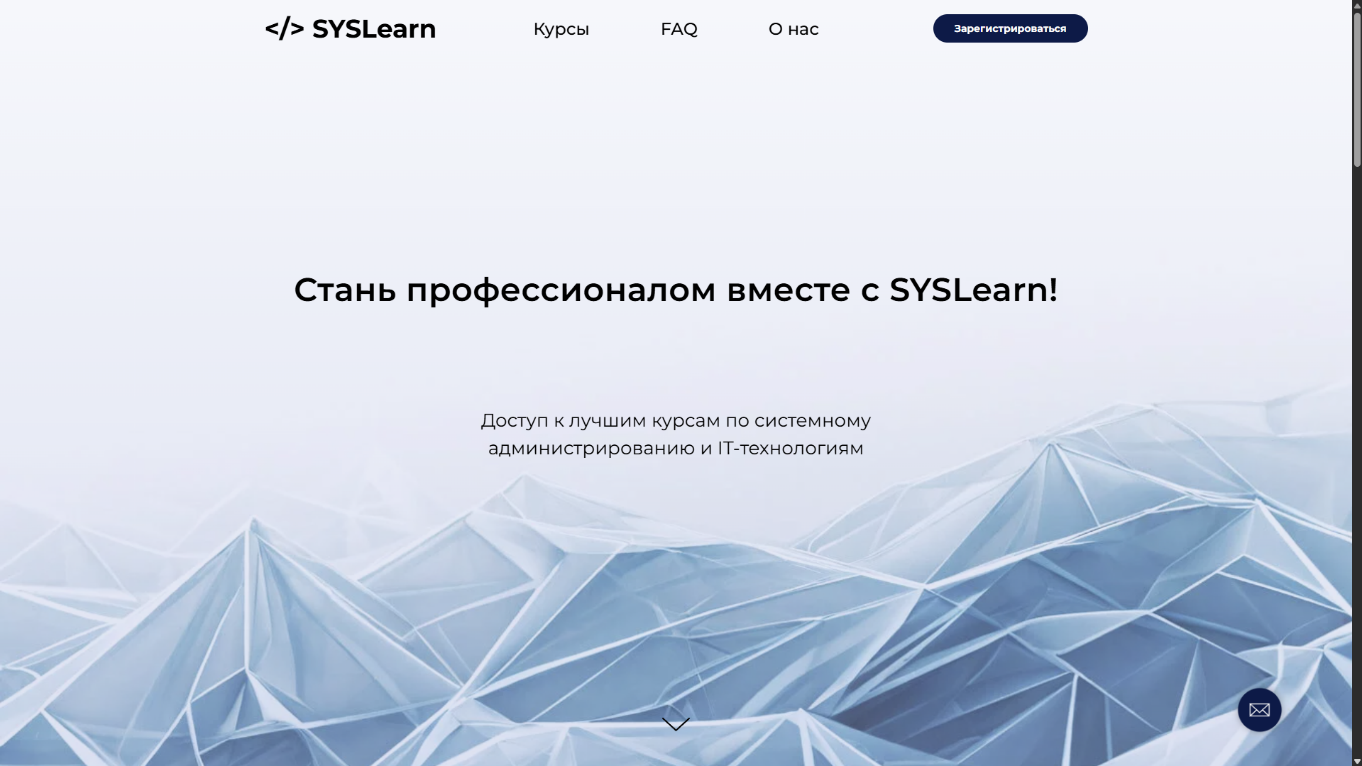 </> SYSLearn
Курсы
FAQ
О нас
Зарегистрироваться
Стань профессионалом вместе с SYSLearn!
Доступ к лучшим курсам по системному
администрированию и IT-технологиям